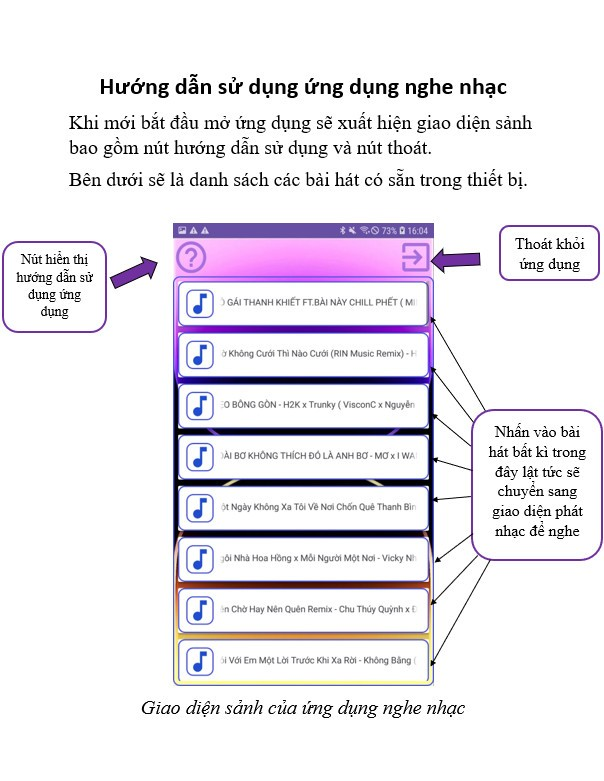 Hướng dẫn sử dụng ứng dụng nghe nhạc
Khi mới bắt đầu mở ứng dụng sẽ xuất hiện giao diện sảnh
bao gồm nút hướng dẫn sử dụng và nút thoát.
Bên dưới sẽ là danh sách các bài hát có sẵn trong thiết bị.
73% 16:04
Nút hiển thị
hướng dẫn sử
dụng ứng
dụng
Thoát khỏi
ứng dụng
GÁI THANH KHIẾT FT.BÀI NÀY CHILL PHẾT ( MI
ờ Không Cưới Thì Nào Cưới (RIN Music Remix) - H
EO BÔNG GÒN - H2K x Trunky ( VisconC x Nguyễn
OÀI BƠ KHÔNG THÍCH ĐÓ LÀ ANH BƠ - MƠ x I WA
ột Ngày Không Xa Tôi Về Nơi Chốn Quê Thanh Bìn
gôi Nhà Hoa Hồng x Mỗi Người Một Nơi - Vicky Nh
ên Chờ Hay Nên Quên Remix - Chu Thúy Quỳnh x Đ
ói Với Em Một Lời Trước Khi Xa Rời - Không Bằng (
Nhấn vào bài
hát bất kì trong
đây lật tức sẽ
chuyển sang
giao diện phát
nhạc để nghe
Giao diện sảnh của ứng dụng nghe nhạc